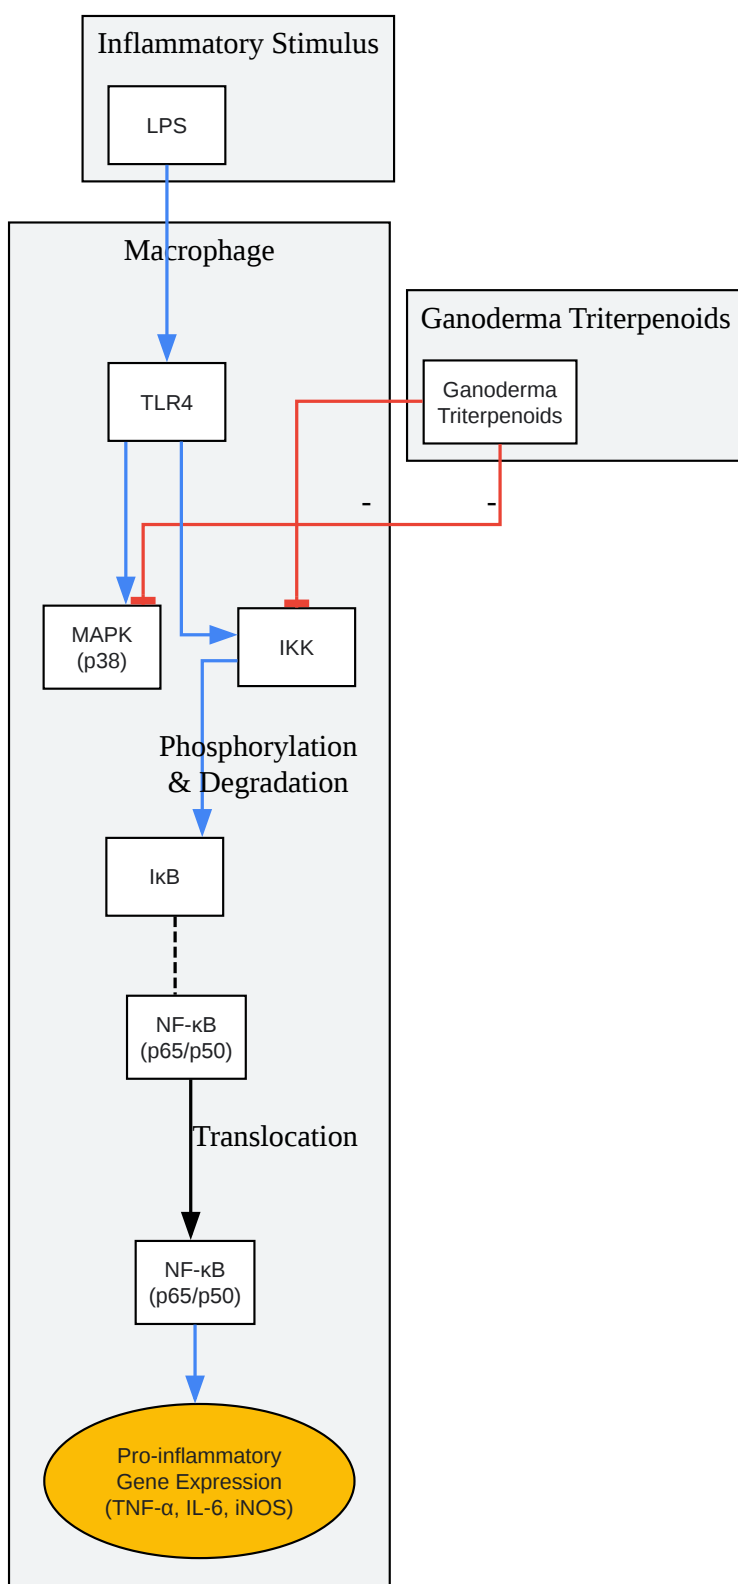 Inflammatory Stimulus
LPS
Macrophage
Ganoderma Triterpenoids
Ganoderma
Triterpenoids
TLR4
-
-
MAPK
(p38)
IKK
Phosphorylation
& Degradation
IκB
NF-κB
(p65/p50)
Translocation
NF-κB
(p65/p50)
Pro-inflammatory
Gene Expression
(TNF-α, IL-6, iNOS)